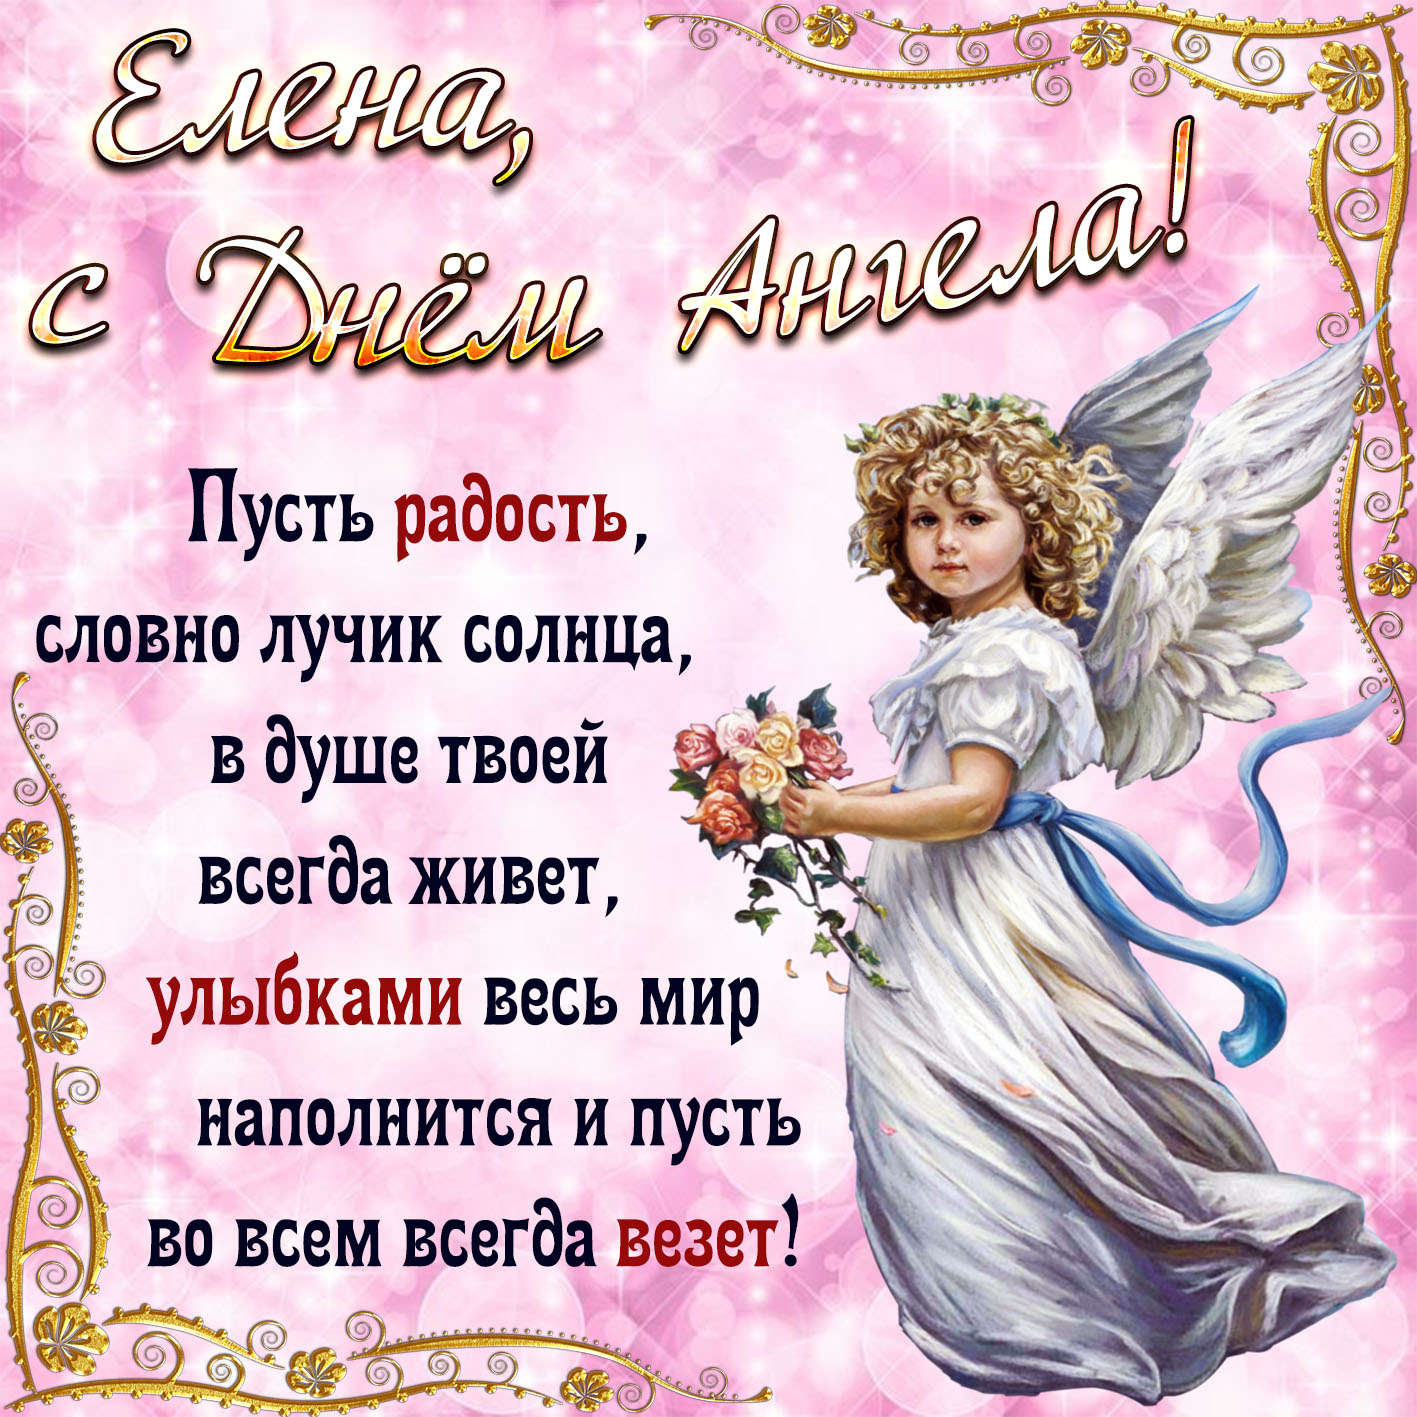 Елена,
с Днём Ангела!
Пусть радость,
словно лучик солнца,
в душе твоей
всегда живет,
улыбками весь мир
наполнится и пусть
во всем всегда везет!